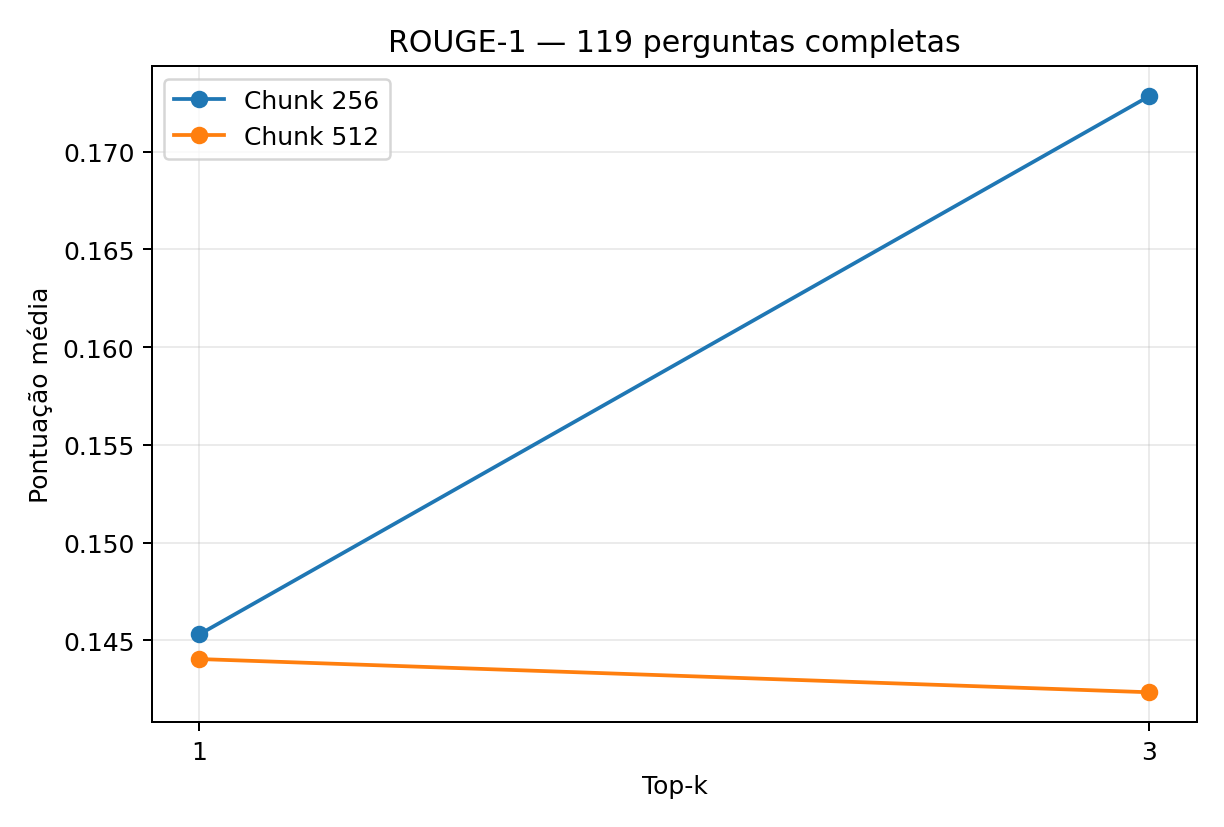 ROUGE-1 — 119 perguntas completas
Chunk 256
Chunk 512
Pontuação média
0.170
0.165
0.160
0.155
0.150
0.145
1
3
Top-k